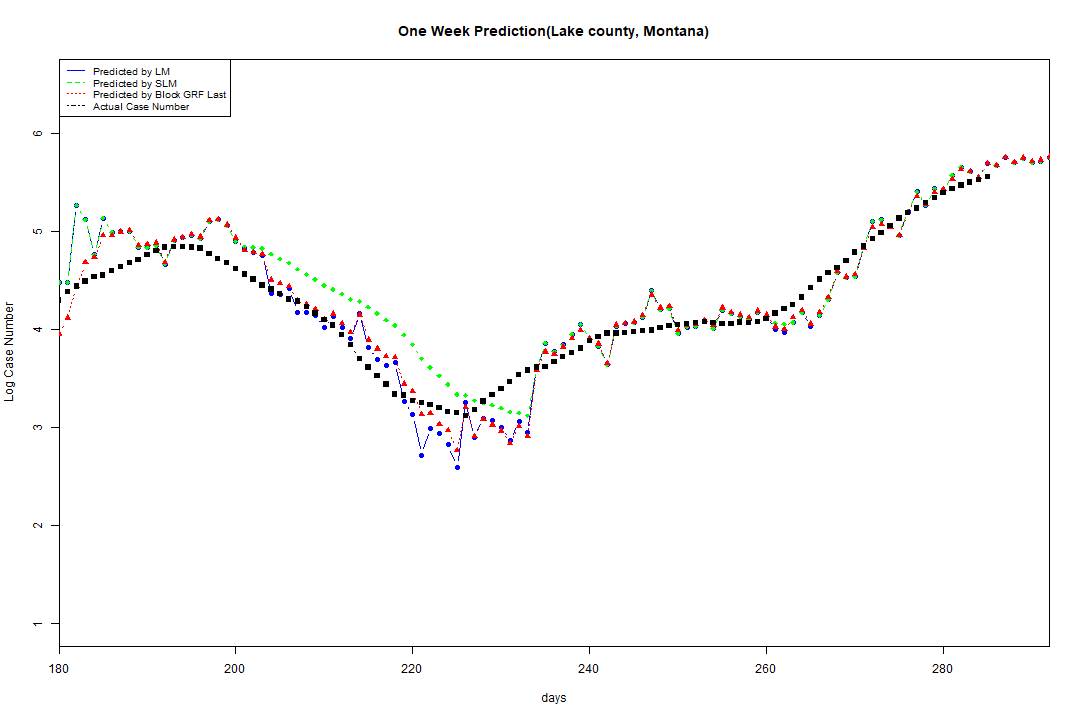 One Week Prediction(Lake county, Montana)
Predicted by LM
Predicted by SLM
Predicted by Block GRF Last
Actual Case Number
6
5
4
3
2
1
Log Case Number
180 200 220 240 260 280
days